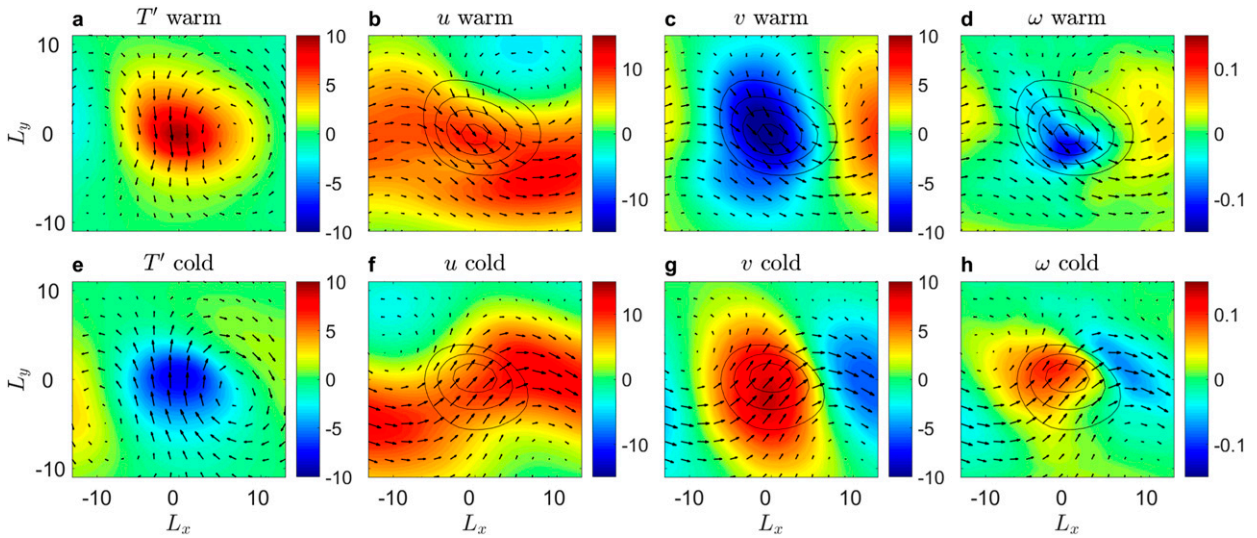 a T′ warm
b u warm
c v warm
d ω warm
10 0 -10
L_y
10 5 0 -5 -10
10 0 -10
10 5 0 -5 -10
0.1 0 -0.1
e T′ cold
f u cold
g v cold
h ω cold
10 0 -10
L_y
10 5 0 -5 -10
10 0 -10
10 5 0 -5 -10
0.1 0 -0.1
-10 0 10
-10 0 10
-10 0 10
-10 0 10
L_x
L_x
L_x
L_x